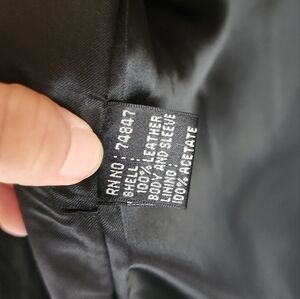 RN NO : 74847
SHELL :
100% LEATHER
BODY AND SLEEVE
LINING :
100% ACETATE